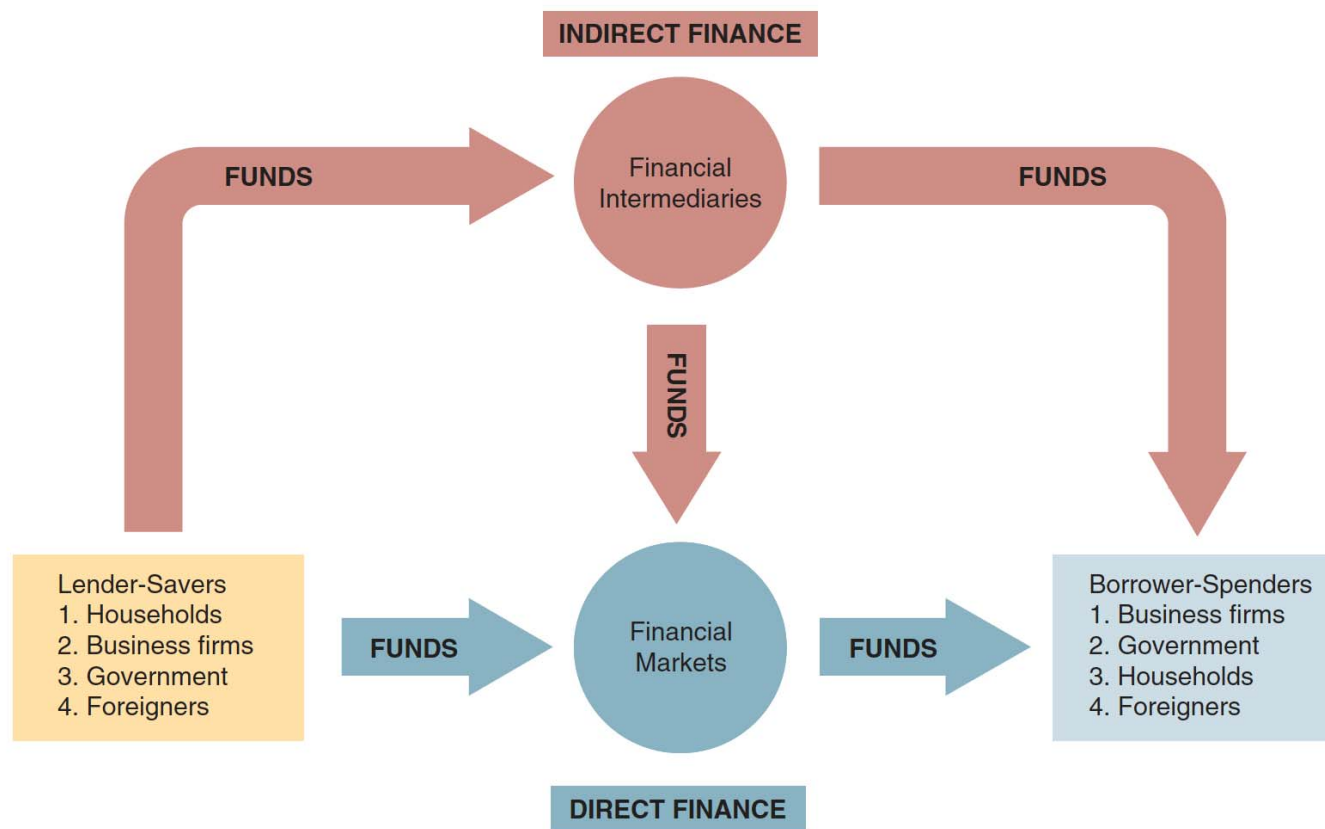 INDIRECT FINANCE
Financial
Intermediaries
FUNDS
FUNDS
FUNDS
Lender-Savers
1. Households
2. Business firms
3. Government
4. Foreigners
FUNDS
Financial
Markets
FUNDS
Borrower-Spenders
1. Business firms
2. Government
3. Households
4. Foreigners
DIRECT FINANCE